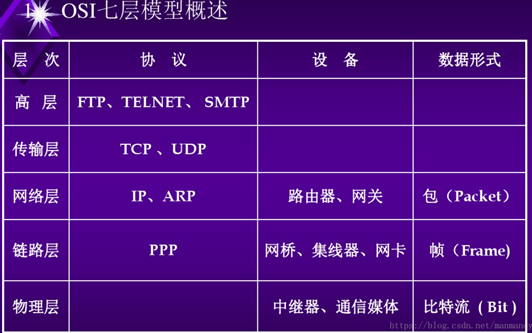 1 OSI七层模型概述
层 次 协 议 设 备 数据形式
高 层 FTP、TELNET、 SMTP
传输层 TCP 、UDP
网络层 IP、ARP 路由器、网关 包（Packet）
链路层 PPP 网桥、集线器、网卡 帧（Frame)
物理层 中继器、通信媒体 比特流（ Bit )
https://blog.csdn.net/manman